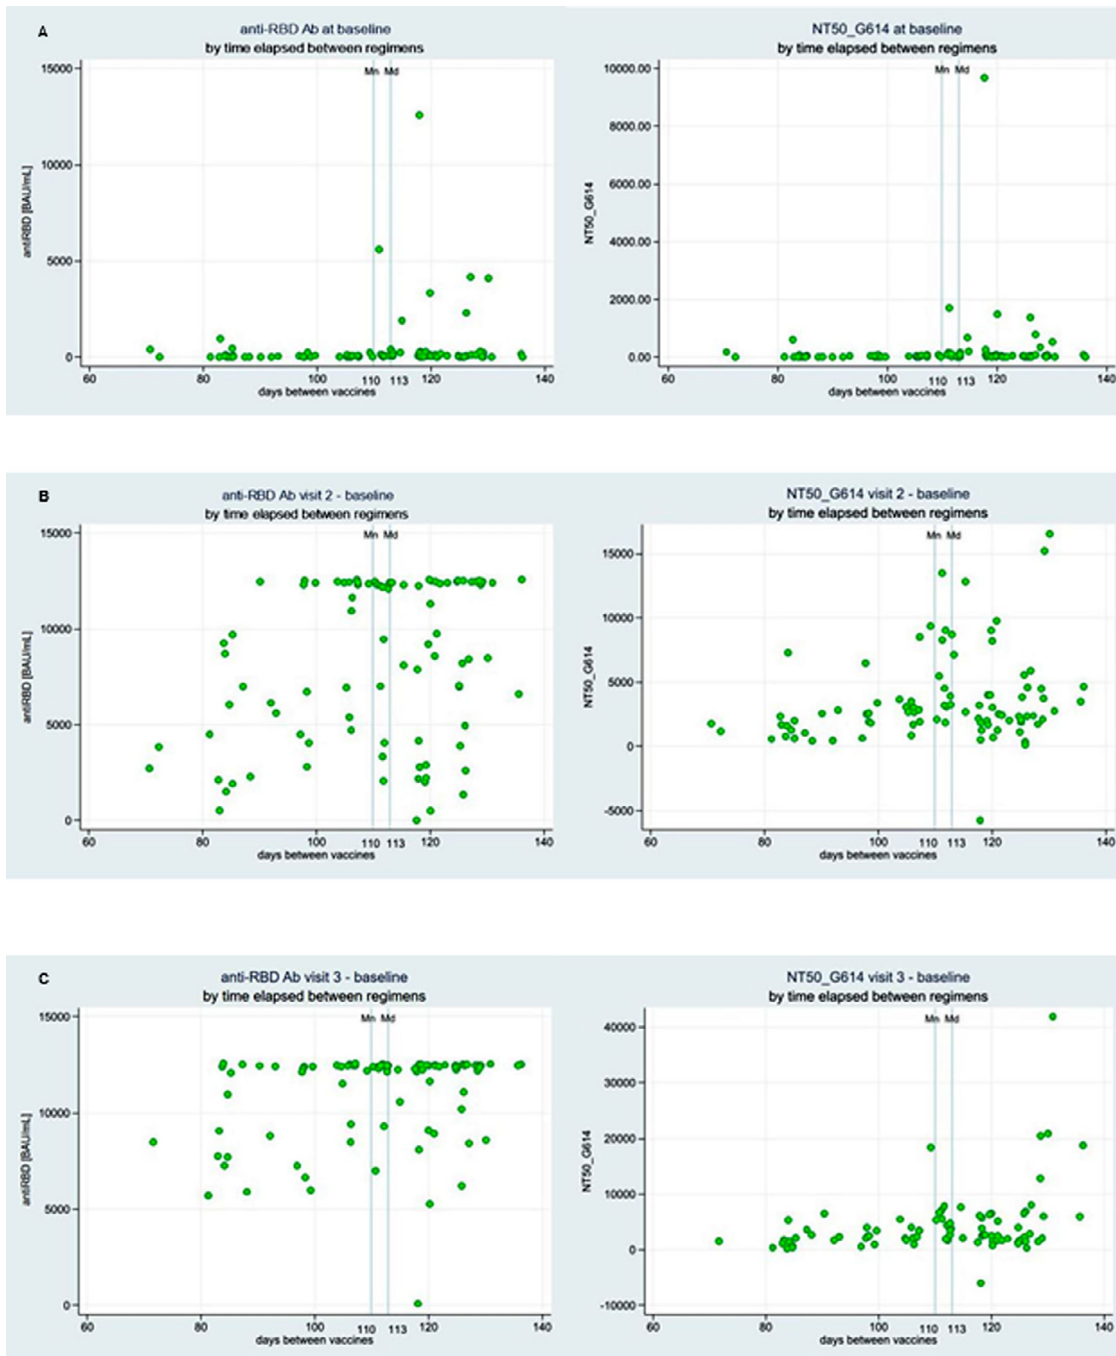 A
anti-RBD Ab at baseline
by time elapsed between regimens
Mn Md
15000
10000
5000
0
antiRBD [BAU/mL]
60 80 100 110 113 120 140
days between vaccines
NT50_G614 at baseline
by time elapsed between regimens
Mn Md
10000.00
8000.00
6000.00
4000.00
2000.00
0.00
NT50_G614
60 80 100 110 113 120 140
days between vaccines
B
anti-RBD Ab visit 2 - baseline
by time elapsed between regimens
Mn Md
15000
10000
5000
0
antiRBD [BAU/mL]
60 80 100 110 113 120 140
days between vaccines
NT50_G614 visit 2 - baseline
by time elapsed between regimens
Mn Md
15000
10000
5000
0
-5000
NT50_G614
60 80 100 110 113 120 140
days between vaccines
C
anti-RBD Ab visit 3 - baseline
by time elapsed between regimens
Mn Md
15000
10000
5000
0
antiRBD [BAU/mL]
60 80 100 110 113 120 140
days between vaccines
NT50_G614 visit 3 - baseline
by time elapsed between regimens
Mn Md
40000
30000
20000
10000
0
-10000
NT50_G614
60 80 100 110 113 120 140
days between vaccines